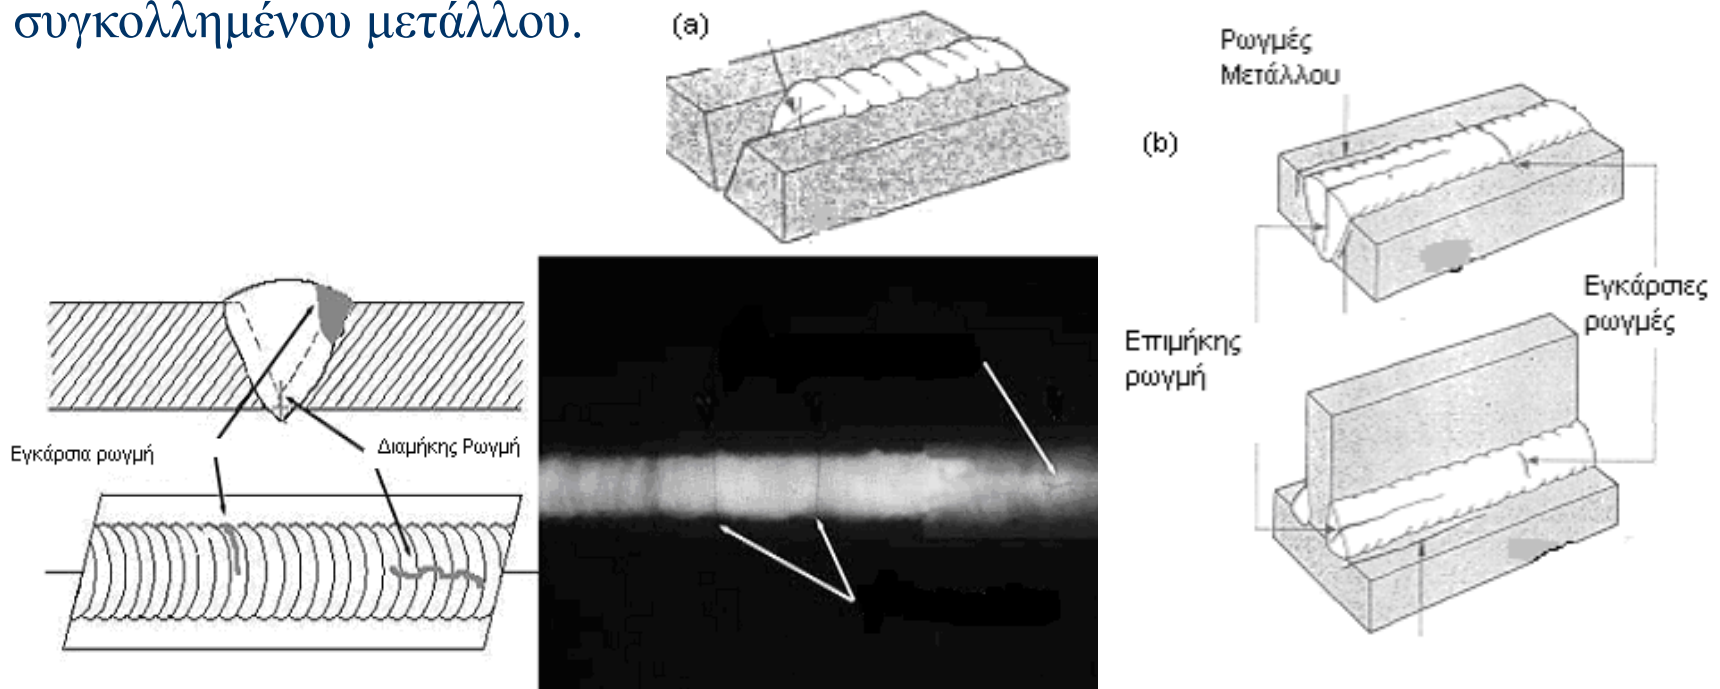 συγκολλημένου μετάλλου.
(a)
Ρωγμές
Μετάλλου
(b)
Εγκάρσιες
ρωγμές
Επιμήκης
ρωγμή
Εγκάρσια ρωγμή
Διαμήκης Ρωγμή